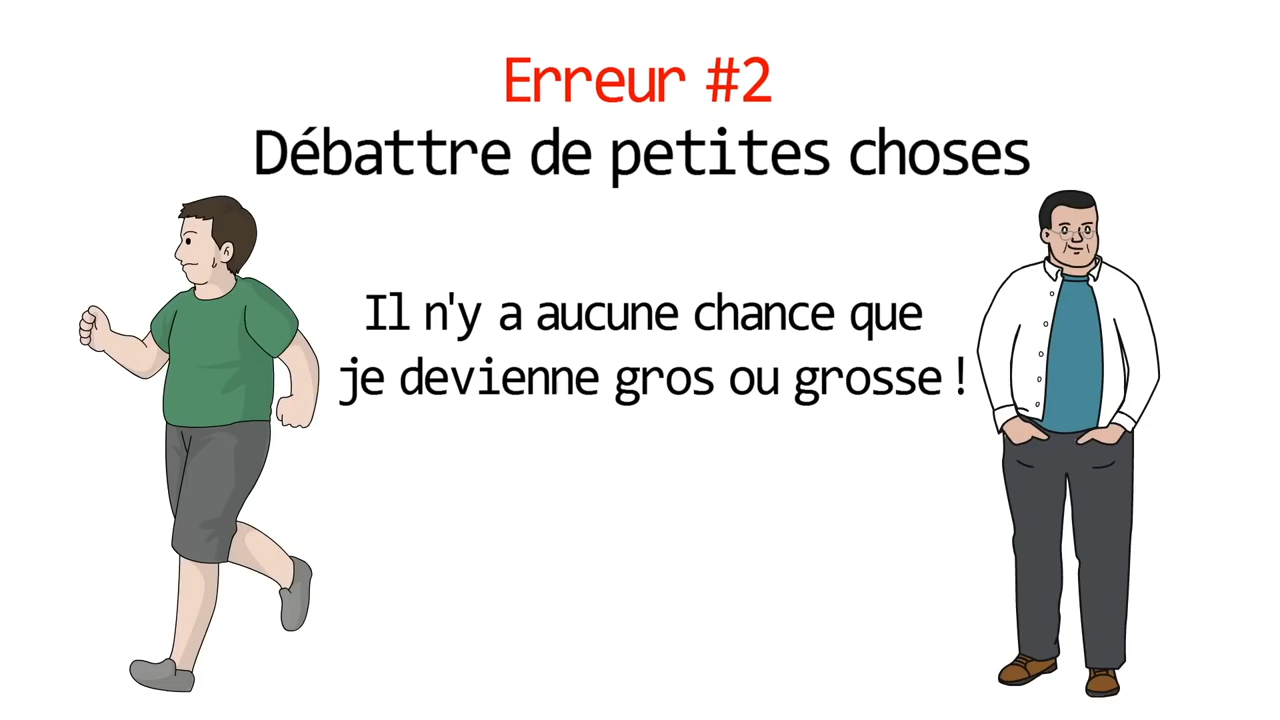 Erreur #2
Débattre de petites choses
Il n'y a aucune chance que
je devienne gros ou grosse !